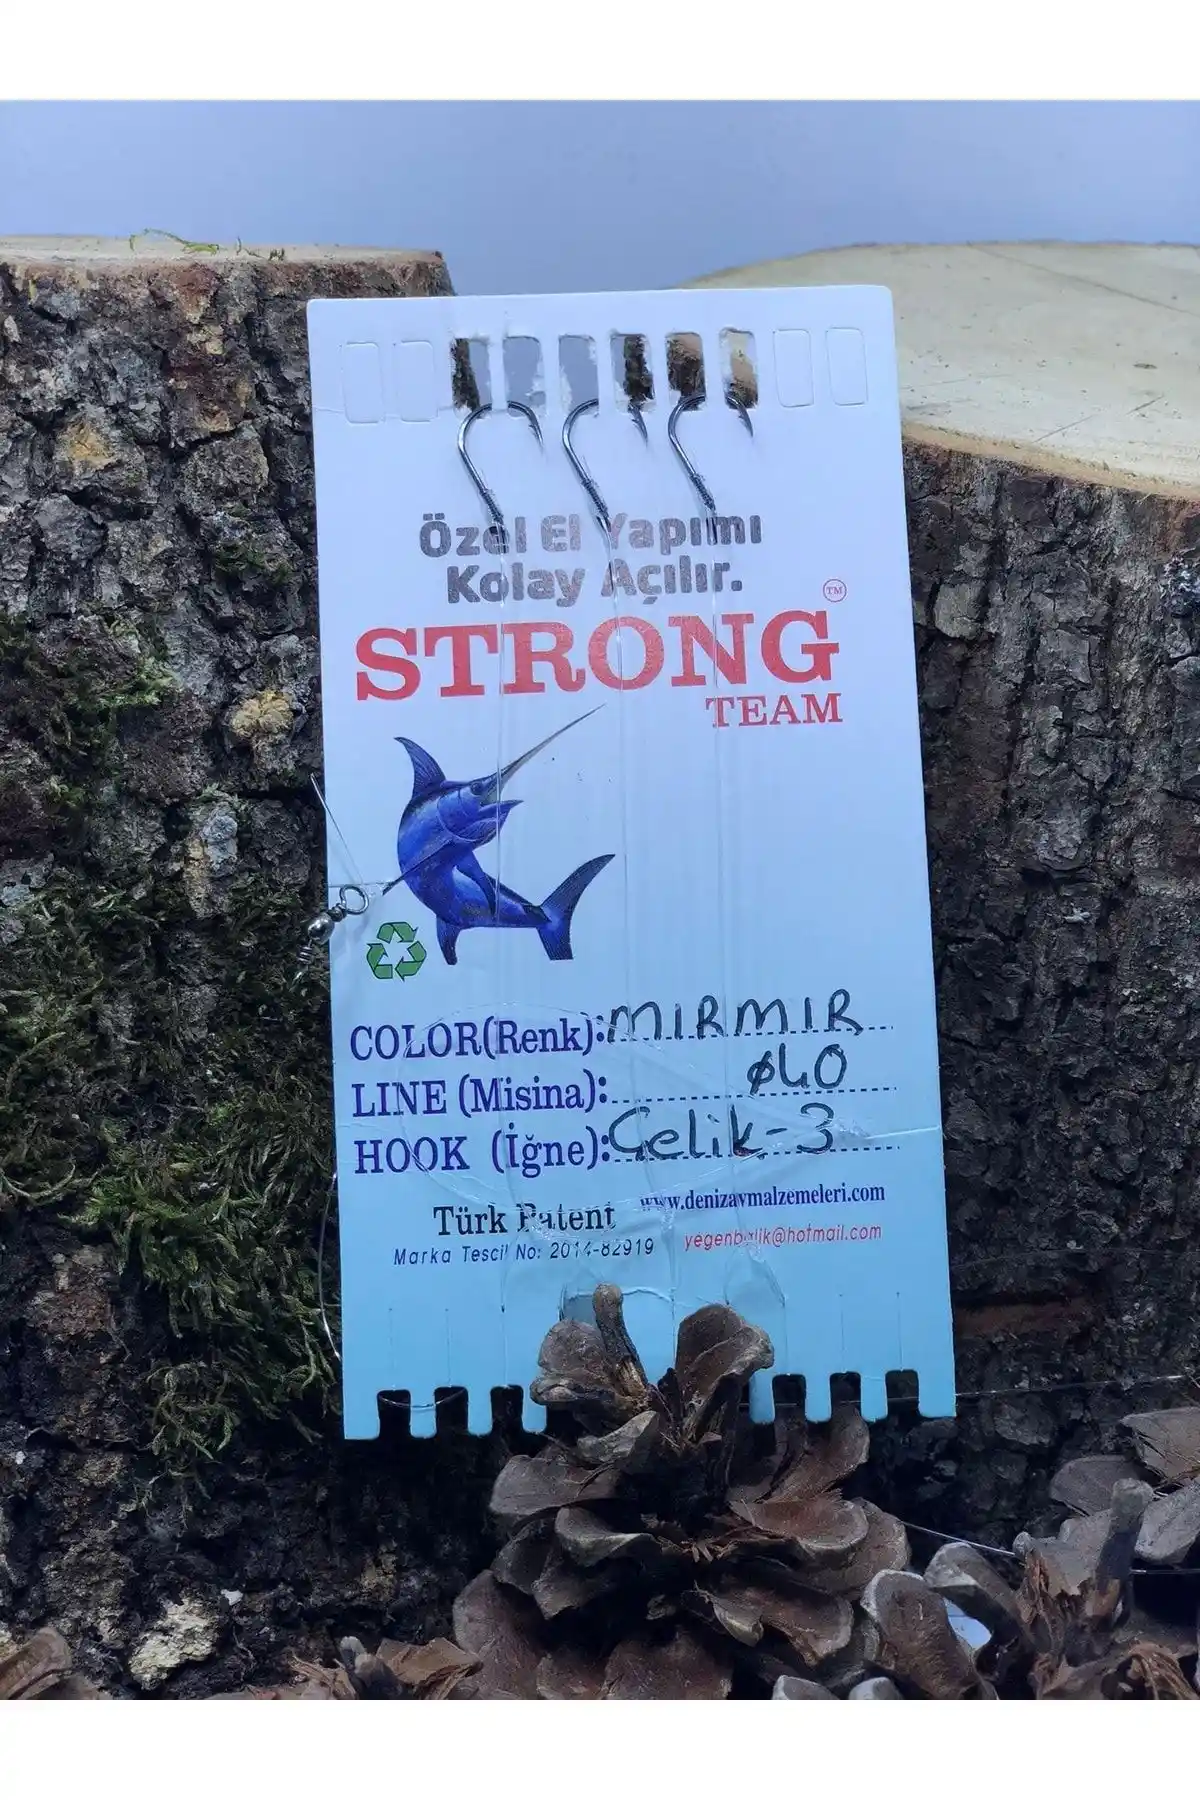 Özel El Yapımı
Kolay Açılır.
STRONG TM
TEAM
COLOR(Renk): MIRMIR
LINE (Misina): ø40
HOOK (İğne): Çelik-3
Türk Patent
www.denizavmalzemeleri.com
Marka Tescil No: 2014-82919
yegenbalik@hotmail.com